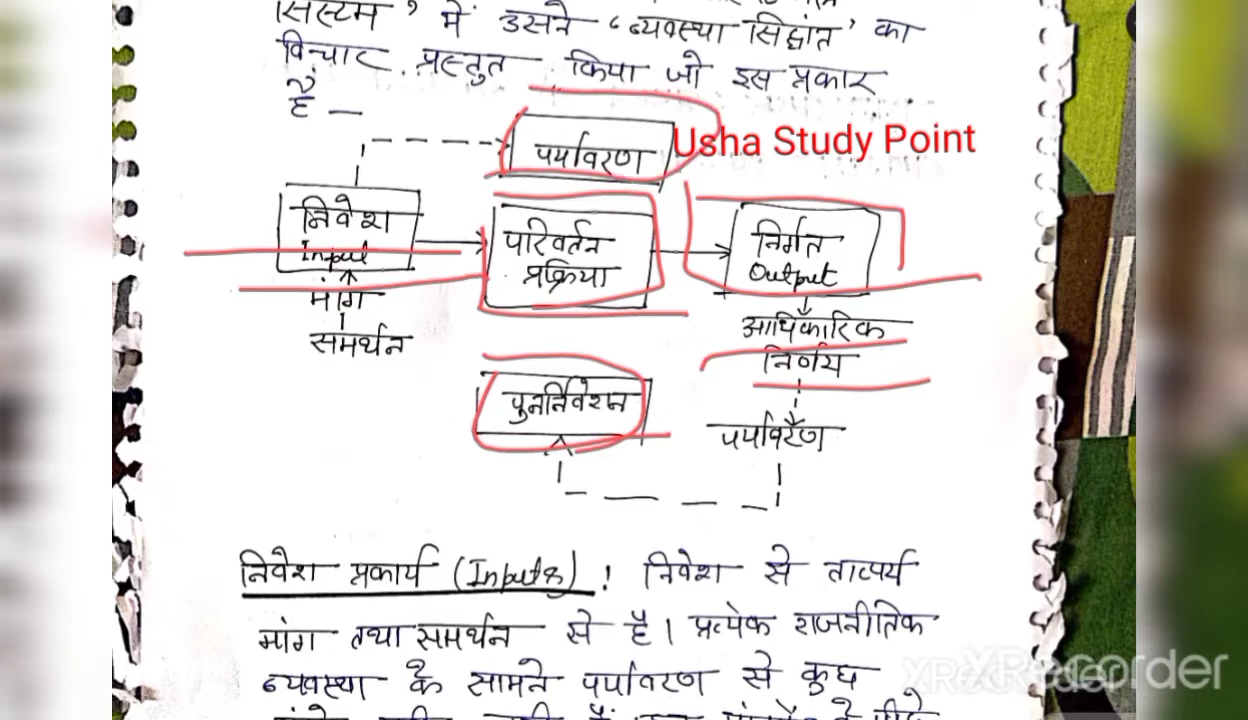 सिस्टम' में उसने 'व्यवस्था सिद्धांत' का
विचार प्रस्तुत किया जो इस प्रकार
है —
पर्यावरण
Usha Study Point
निवेश
Input
परिवर्तन
प्रक्रिया
निर्गत
Output
मांग
समर्थन
आधिकारिक
निर्णय
पुनर्निवेशन
पर्यावरण
निवेश प्रकार्य (Inputs) : निवेश से तात्पर्य
मांग तथा समर्थन से है। प्रत्येक राजनीतिक
व्यवस्था के सामने पर्यावरण से कुछ
XRecorder